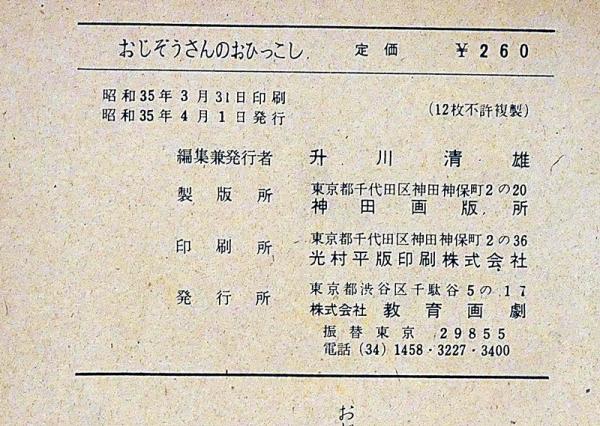 おじぞうさんのおひっこし 定価 ¥260
昭和35年3月31日印刷
昭和35年4月1日発行 (12枚不許複製)
編集兼発行者 升川清雄
製版所 東京都千代田区神田神保町2の20
神田画版所
印刷所 東京都千代田区神田神保町2の36
光村平版印刷株式会社
発行所 東京都渋谷区千駄谷5の17
株式会社 教育画劇
振替東京 29855
電話 (34) 1458・3227・3400
お